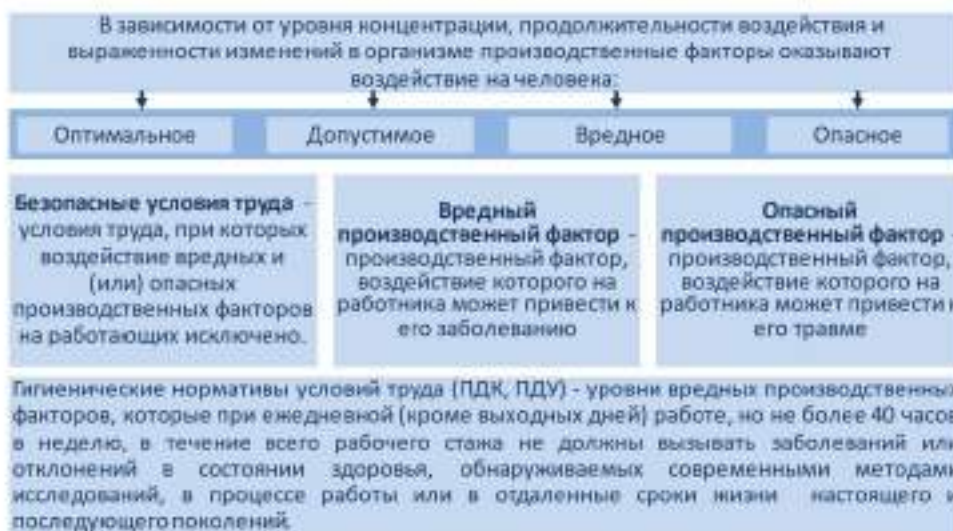 В зависимости от уровня концентрации, продолжительности воздействия и
выраженности изменений в организме производственные факторы оказывают
воздействие на человека:
Оптимальное
Допустимое
Вредное
Опасное
Безопасные условия труда -
условия труда, при которых
воздействие вредных и
(или) опасных
производственных факторов
на работающих исключено.
Вредный
производственный фактор -
производственный фактор,
воздействие которого на
работника может привести к
его заболеванию
Опасный
производственный фактор -
производственный фактор,
воздействие которого на
работника может привести к
его травме
Гигиенические нормативы условий труда (ПДК, ПДУ) - уровни вредных производственных
факторов, которые при ежедневной (кроме выходных дней) работе, но не более 40 часов
в неделю, в течение всего рабочего стажа не должны вызывать заболеваний или
отклонений в состоянии здоровья, обнаруживаемых современными методами
исследований, в процессе работы или в отдаленные сроки жизни настоящего и
последующего поколений.